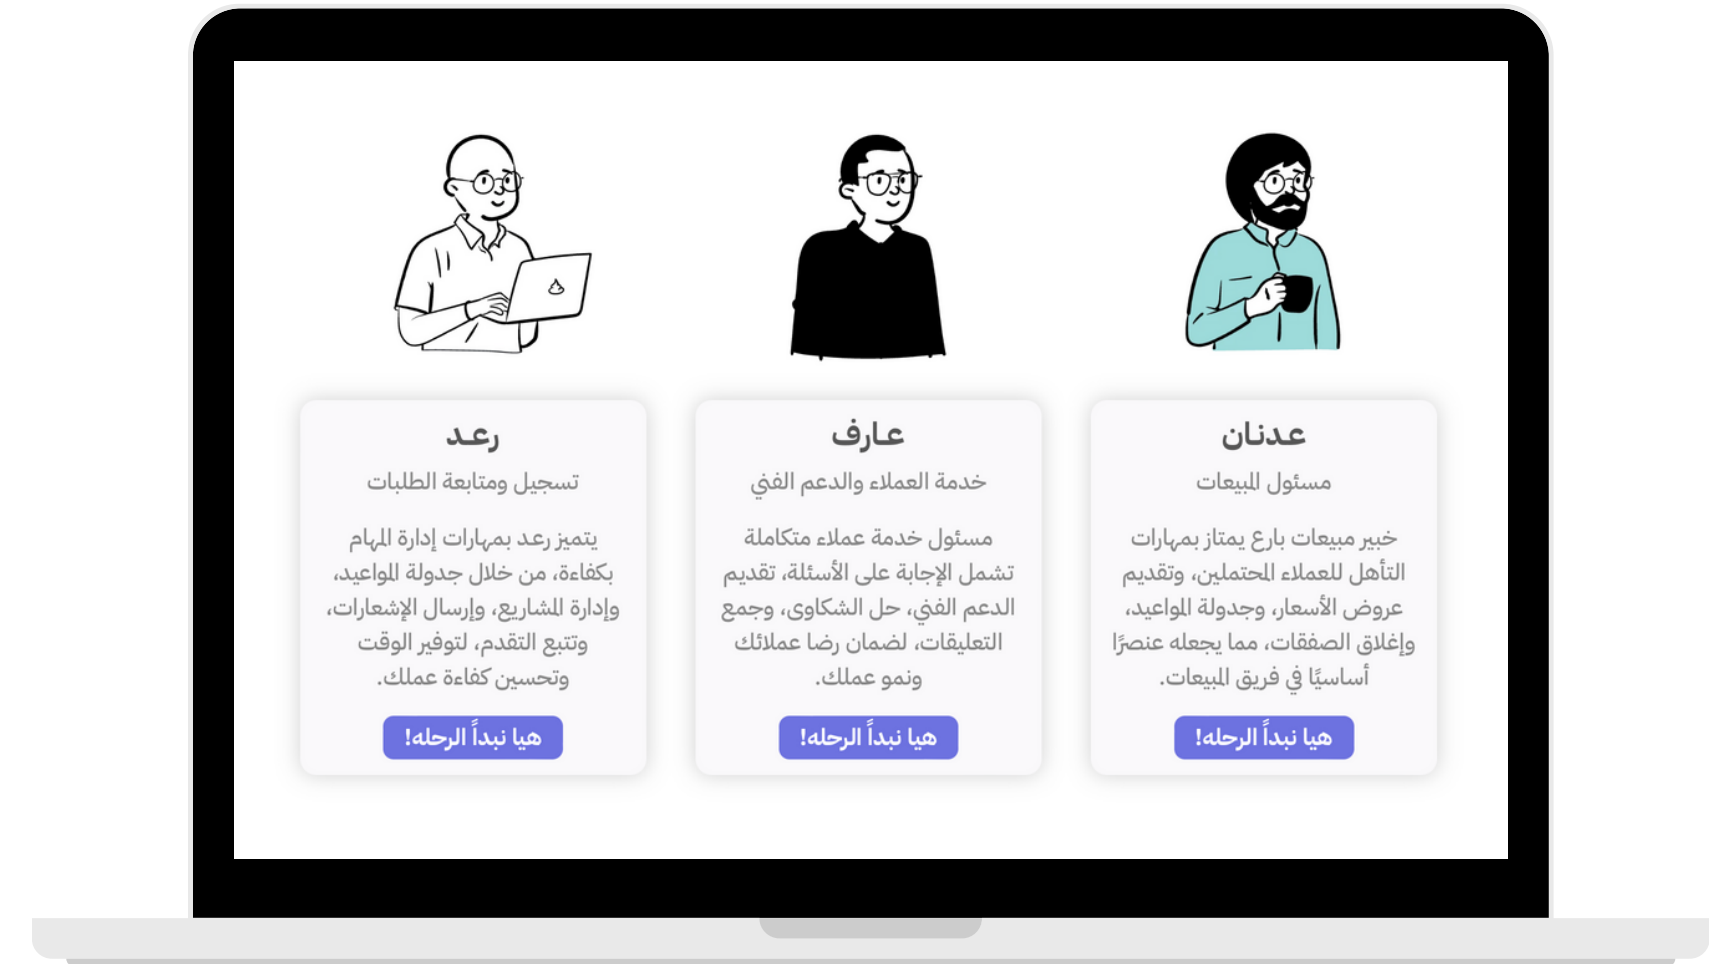 عدنان
مسئول المبيعات
خبير مبيعات بارع يمتاز بمهارات
التأهل للعملاء المحتملين، وتقديم
عروض الأسعار، وجدولة المواعيد،
وإغلاق الصفقات، مما يجعله عنصرًا
أساسيًا في فريق المبيعات.
هيا نبدأ الرحله!
عارف
خدمة العملاء والدعم الفني
مسئول خدمة عملاء متكاملة
تشمل الإجابة على الأسئلة، تقديم
الدعم الفني، حل الشكاوى، وجمع
التعليقات، لضمان رضا عملائك
ونمو عملك.
هيا نبدأ الرحله!
رعد
تسجيل ومتابعة الطلبات
يتميز رعد بمهارات إدارة المهام
بكفاءة، من خلال جدولة المواعيد،
وإدارة المشاريع، وإرسال الإشعارات،
وتتبع التقدم، لتوفير الوقت
وتحسين كفاءة عملك.
هيا نبدأ الرحله!